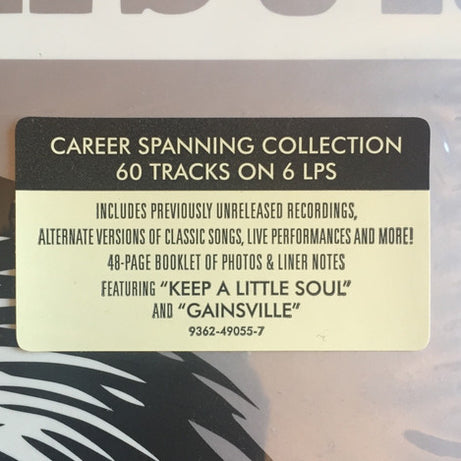 CAREER SPANNING COLLECTION
60 TRACKS ON 6 LPS
INCLUDES PREVIOUSLY UNRELEASED RECORDINGS,
ALTERNATE VERSIONS OF CLASSIC SONGS, LIVE PERFORMANCES AND MORE!
48-PAGE BOOKLET OF PHOTOS & LINER NOTES
FEATURING "KEEP A LITTLE SOUL"
AND "GAINSVILLE"
9362-49055-7